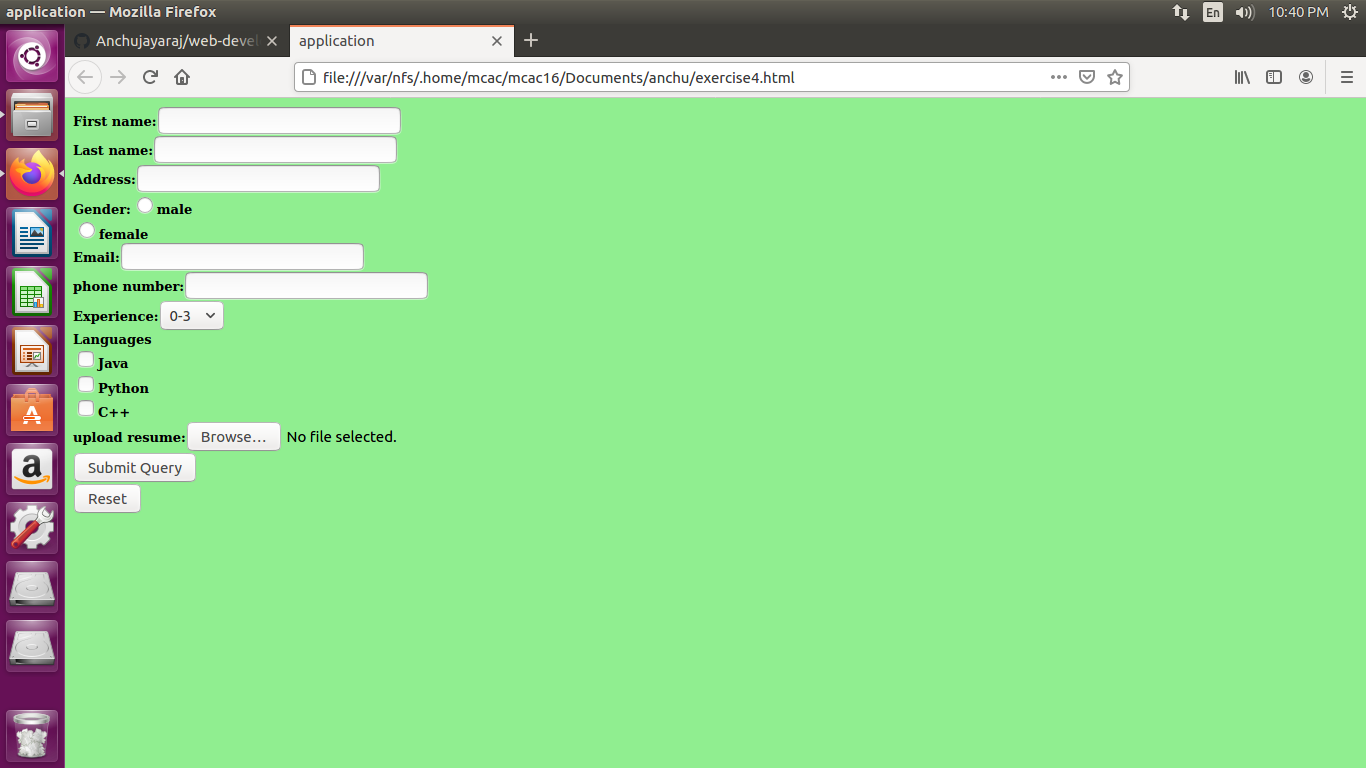 application — Mozilla Firefox
En
10:40 PM
Anchujayaraj/web-devel
application
file:///var/nfs/.home/mcac/mcac16/Documents/anchu/exercise4.html
First name:
Last name:
Address:
Gender: male
female
Email:
phone number:
Experience: 0-3
Languages
Java
Python
C++
upload resume: Browse... No file selected.
Submit Query
Reset